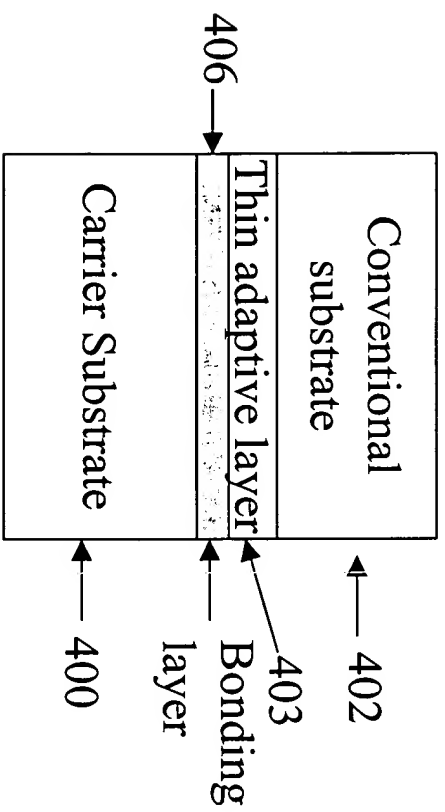 Conventional
substrate
402
Thin adaptive layer
403
406
Bonding
layer
Carrier Substrate
400